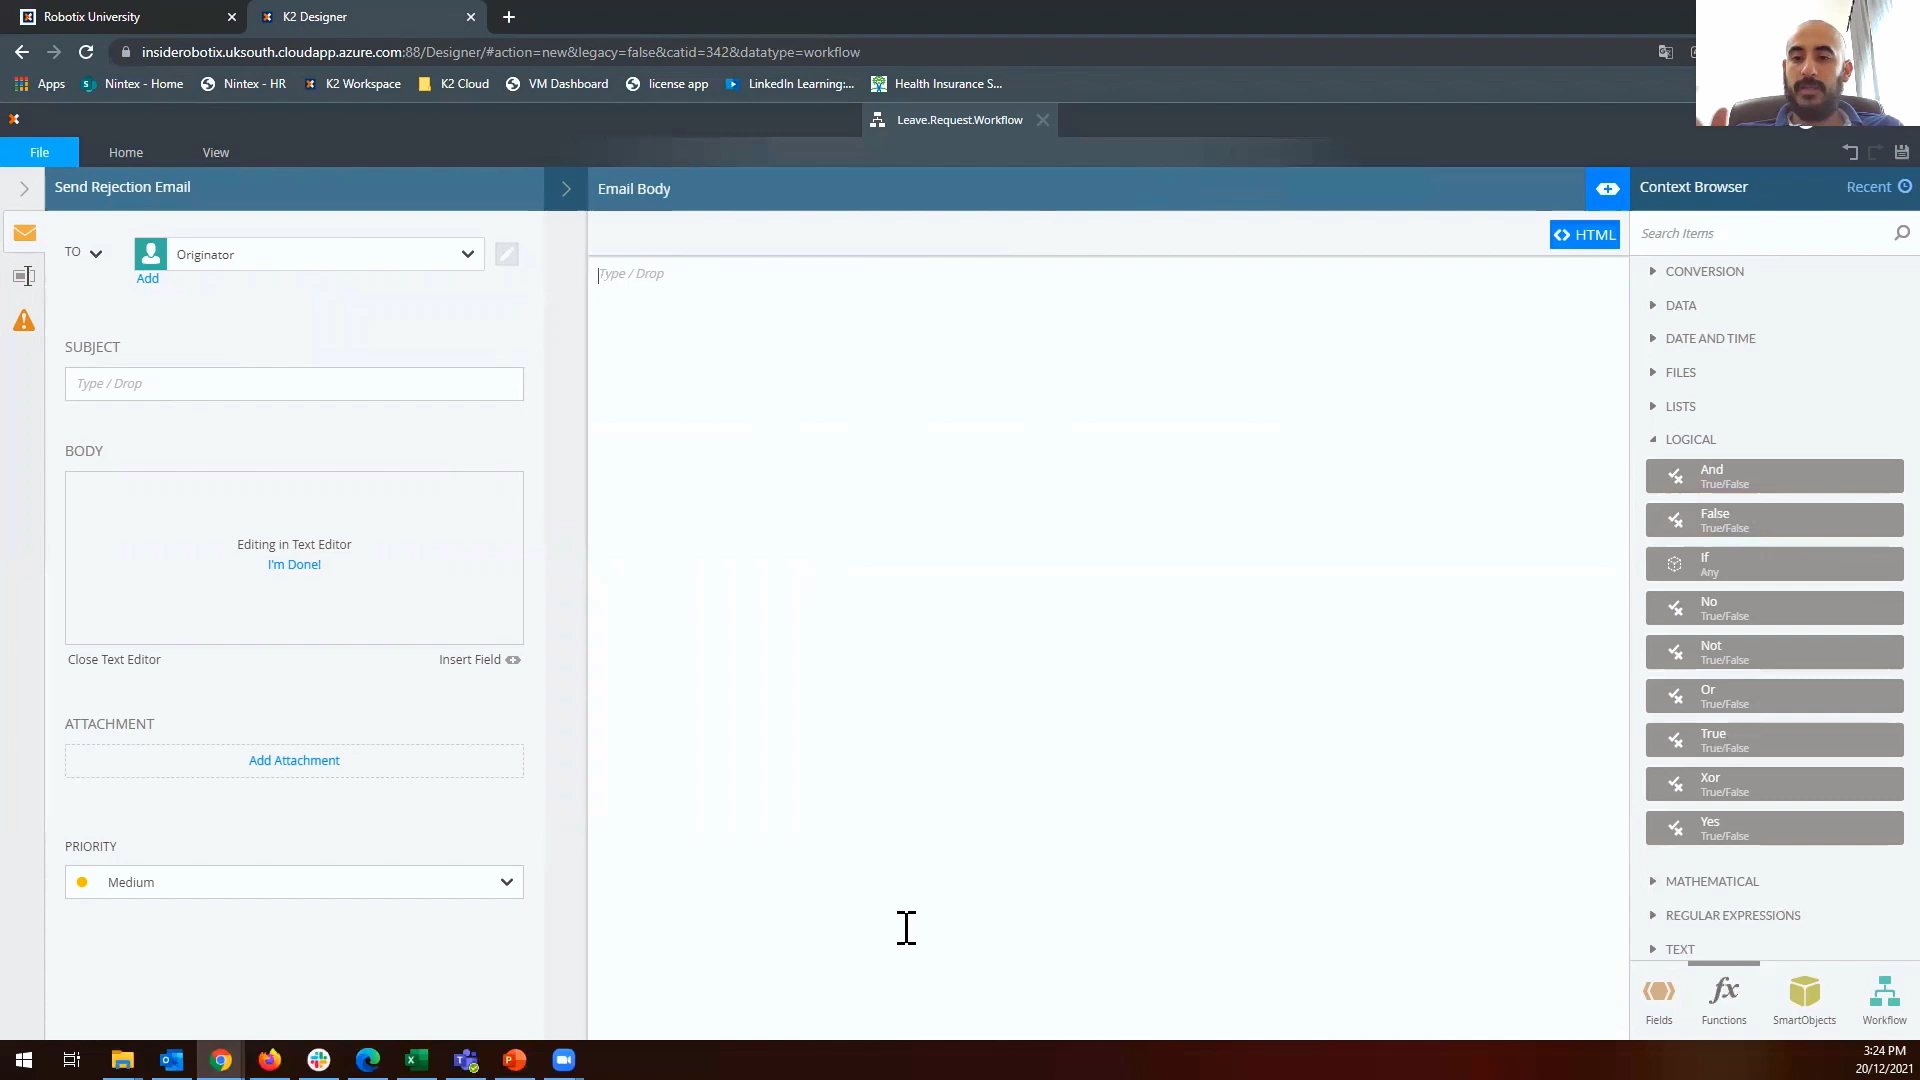 Robotix University
K2 Designer
insiderobotix.uksouth.cloudapp.azure.com:88/Designer/#action=new&legacy=false&catid=342&datatype=workflow
Apps
Nintex - Home
Nintex - HR
K2 Workspace
K2 Cloud
VM Dashboard
license app
LinkedIn Learning:...
Health Insurance S...
Leave.Request.Workflow
File
Home
View
Send Rejection Email
Email Body
Context Browser
Recent
TO
Originator
Add
HTML
Search Items
Type / Drop
SUBJECT
Type / Drop
BODY
Editing in Text Editor
I'm Done!
Close Text Editor
Insert Field
ATTACHMENT
Add Attachment
PRIORITY
Medium
CONVERSION
DATA
DATE AND TIME
FILES
LISTS
LOGICAL
And
True/False
False
True/False
If
Any
No
True/False
Not
True/False
Or
True/False
True
True/False
Xor
True/False
Yes
True/False
MATHEMATICAL
REGULAR EXPRESSIONS
TEXT
Fields
Functions
SmartObjects
Workflow
3:24 PM
20/12/2021